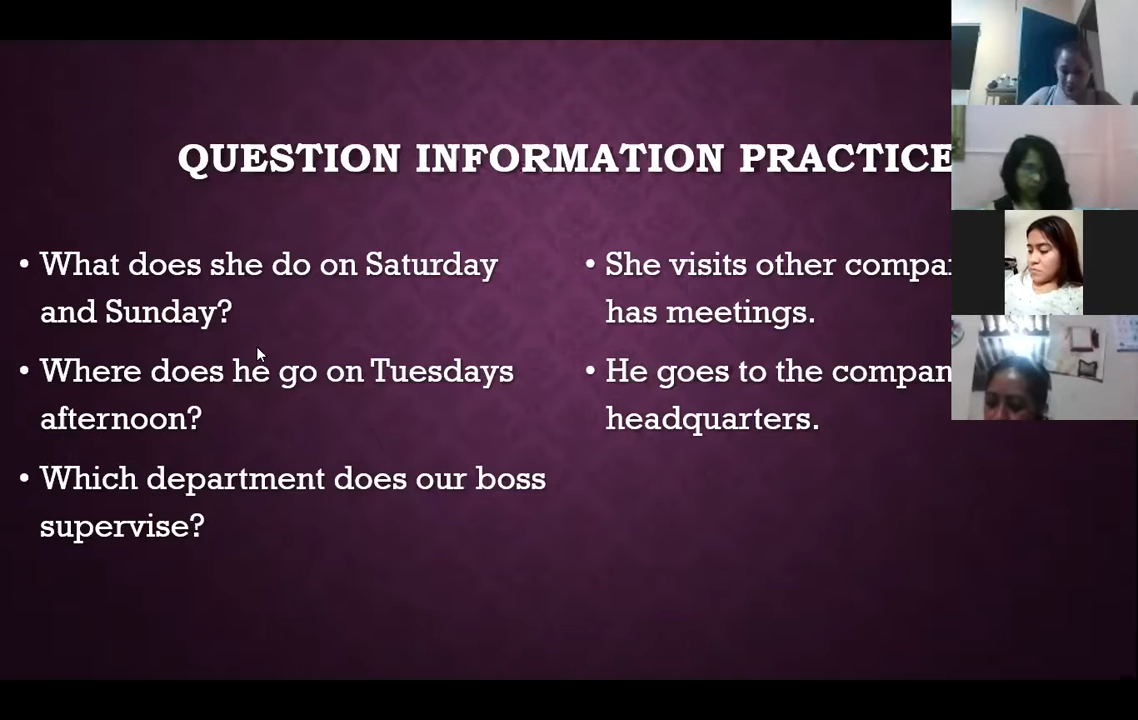 QUESTION INFORMATION PRACTICE
• What does she do on Saturday
and Sunday?
• Where does he go on Tuesdays
afternoon?
• Which department does our boss
supervise?
• She visits other
has meetings.
• He goes to the
headquarters.